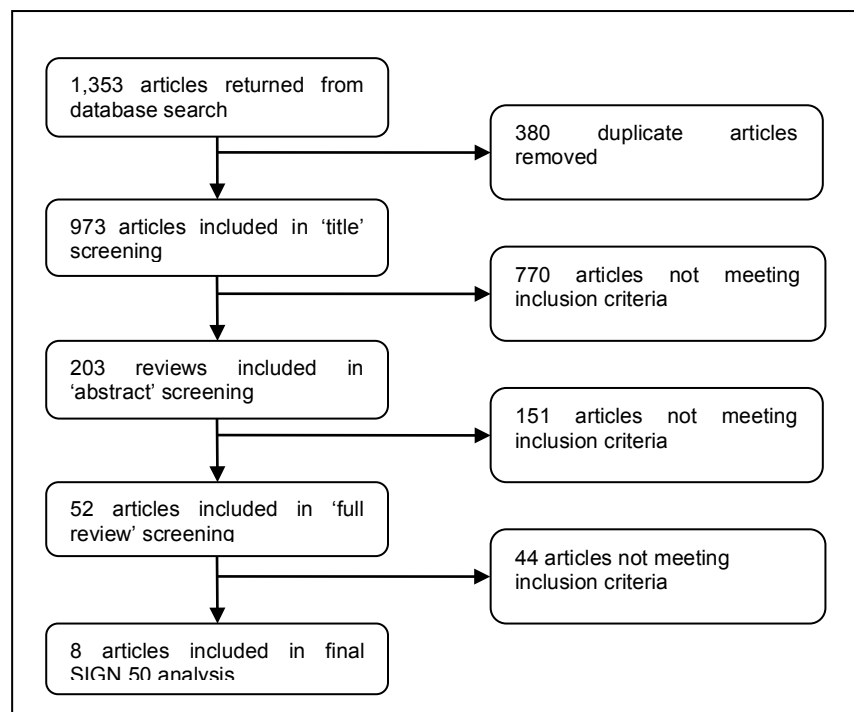 1,353 articles returned from
database search
380 duplicate articles
removed
973 articles included in ‘title’
screening
770 articles not meeting
inclusion criteria
203 reviews included in
‘abstract’ screening
151 articles not meeting
inclusion criteria
52 articles included in ‘full
review’ screening
44 articles not meeting
inclusion criteria
8 articles included in final
SIGN 50 analysis